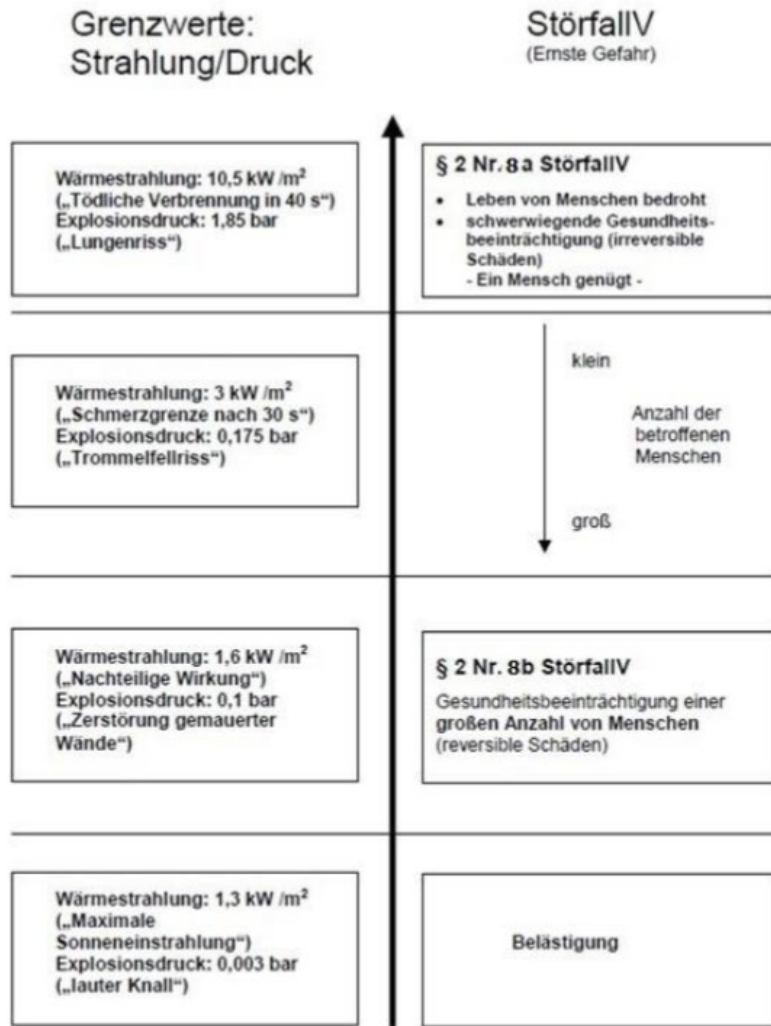 Grenzwerte:
Strahlung/Druck
StörfallV
(Ernste Gefahr)
Wärmestrahlung: 10,5 kW /m²
(„Tödliche Verbrennung in 40 s“)
Explosionsdruck: 1,85 bar
(„Lungenriss“)
§ 2 Nr. 8a StörfallV
• Leben von Menschen bedroht
• schwerwiegende Gesundheits-
beeinträchtigung (irreversible
Schäden)
- Ein Mensch genügt -
Wärmestrahlung: 3 kW /m²
(„Schmerzgrenze nach 30 s“)
Explosionsdruck: 0,175 bar
(„Trommelfellriss“)
klein
Anzahl der
betroffenen
Menschen
groß
Wärmestrahlung: 1,6 kW /m²
(„Nachteilige Wirkung“)
Explosionsdruck: 0,1 bar
(„Zerstörung gemauerter
Wände“)
§ 2 Nr. 8b StörfallV
Gesundheitsbeeinträchtigung einer
großen Anzahl von Menschen
(reversible Schäden)
Wärmestrahlung: 1,3 kW /m²
(„Maximale
Sonneneinstrahlung“)
Explosionsdruck: 0,003 bar
(„lauter Knall“)
Belästigung